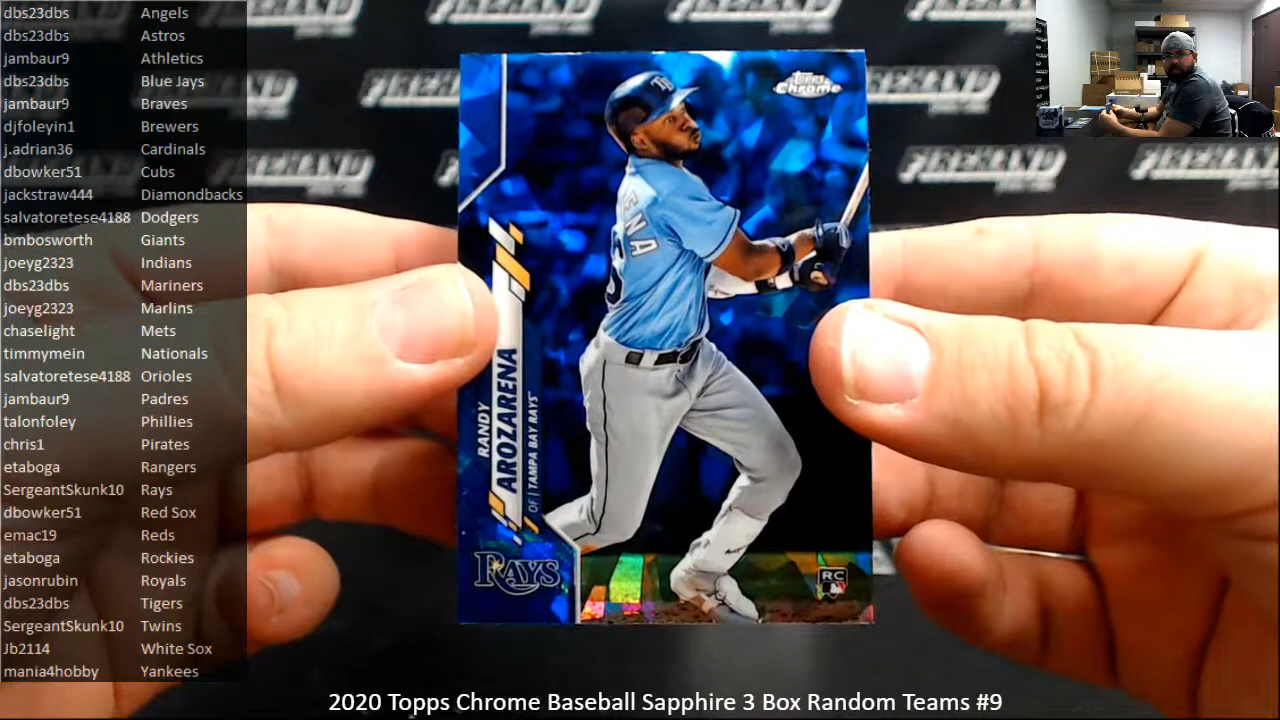 dbs23dbs Angels
dbs23dbs Astros
jambaur9 Athletics
dbs23dbs Blue Jays
jambaur9 Braves
djfoleyin1 Brewers
j.adrian36 Cardinals
dbowker51 Cubs
jackstraw444 Diamondbacks
salvatoretese4188 Dodgers
bmbosworth Giants
joeyg2323 Indians
dbs23dbs Mariners
joeyg2323 Marlins
chaselight Mets
timmymein Nationals
salvatoretese4188 Orioles
jambaur9 Padres
talonfoley Phillies
chris1 Pirates
etaboga Rangers
SergeantSkunk10 Rays
dbowker51 Red Sox
emac19 Reds
etaboga Rockies
jasonrubin Royals
dbs23dbs Tigers
SergeantSkunk10 Twins
Jb2114 White Sox
mania4hobby Yankees
Topps
Chrome
ENA
RANDY
AROZARENA
OF | TAMPA BAY RAYS
RAYS
RC
FIREHAND
FIREHAND
2020 Topps Chrome Baseball Sapphire 3 Box Random Teams #9